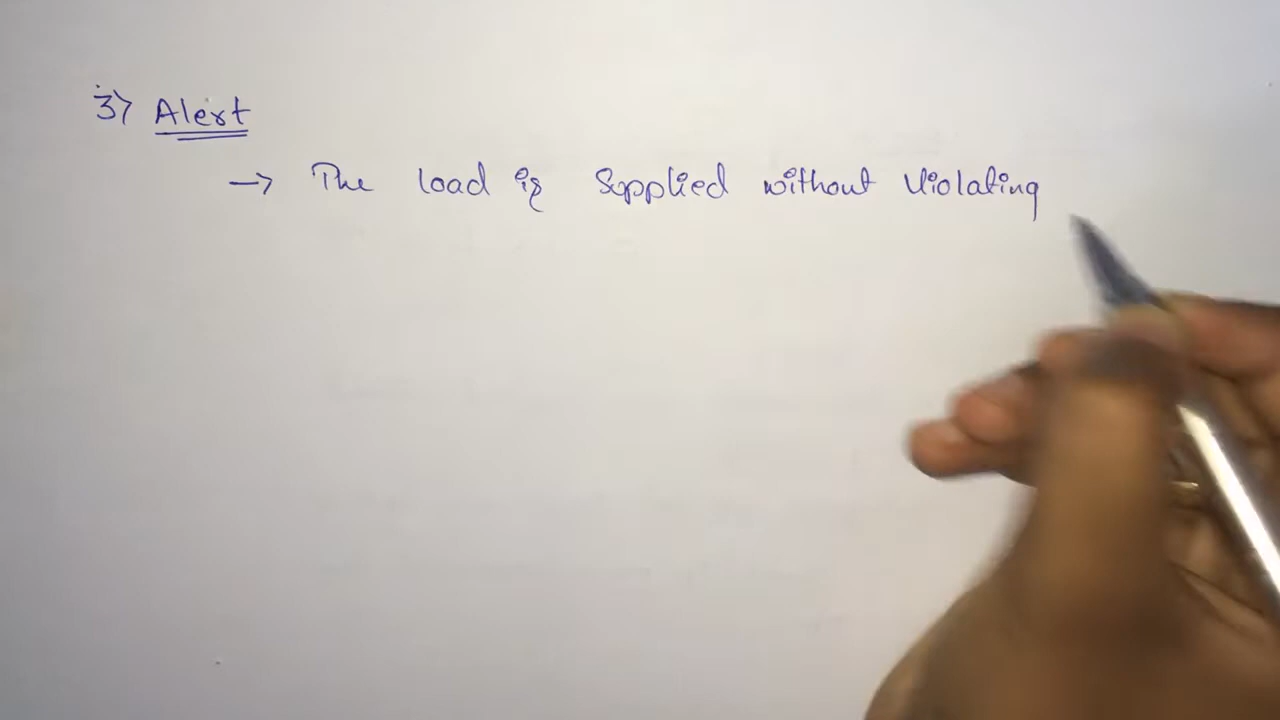 3) Alert
→ The load is supplied without violating